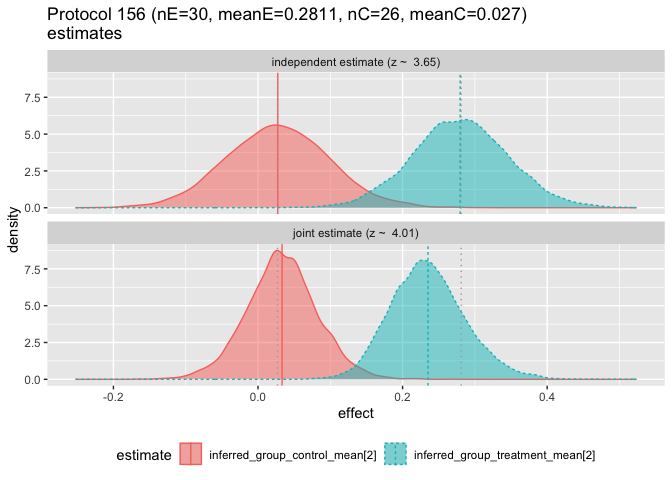 Protocol 156 (nE=30, meanE=0.2811, nC=26, meanC=0.027)
estimates
independent estimate (z ~  3.65)
7.5
5.0
2.5
0.0
joint estimate (z ~  4.01)
7.5
5.0
2.5
0.0
density
-0.2
0.0
0.2
0.4
effect
estimate
inferred_group_control_mean[2]
inferred_group_treatment_mean[2]